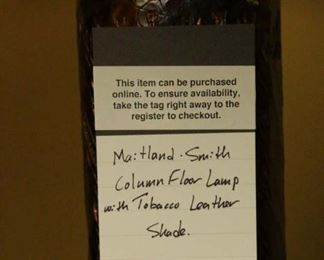 This item can be purchased
online. To ensure availability,
take the tag right away to the
register to checkout.
Maitland-Smith
Column Floor Lamp
with Tobacco Leather
Shade.